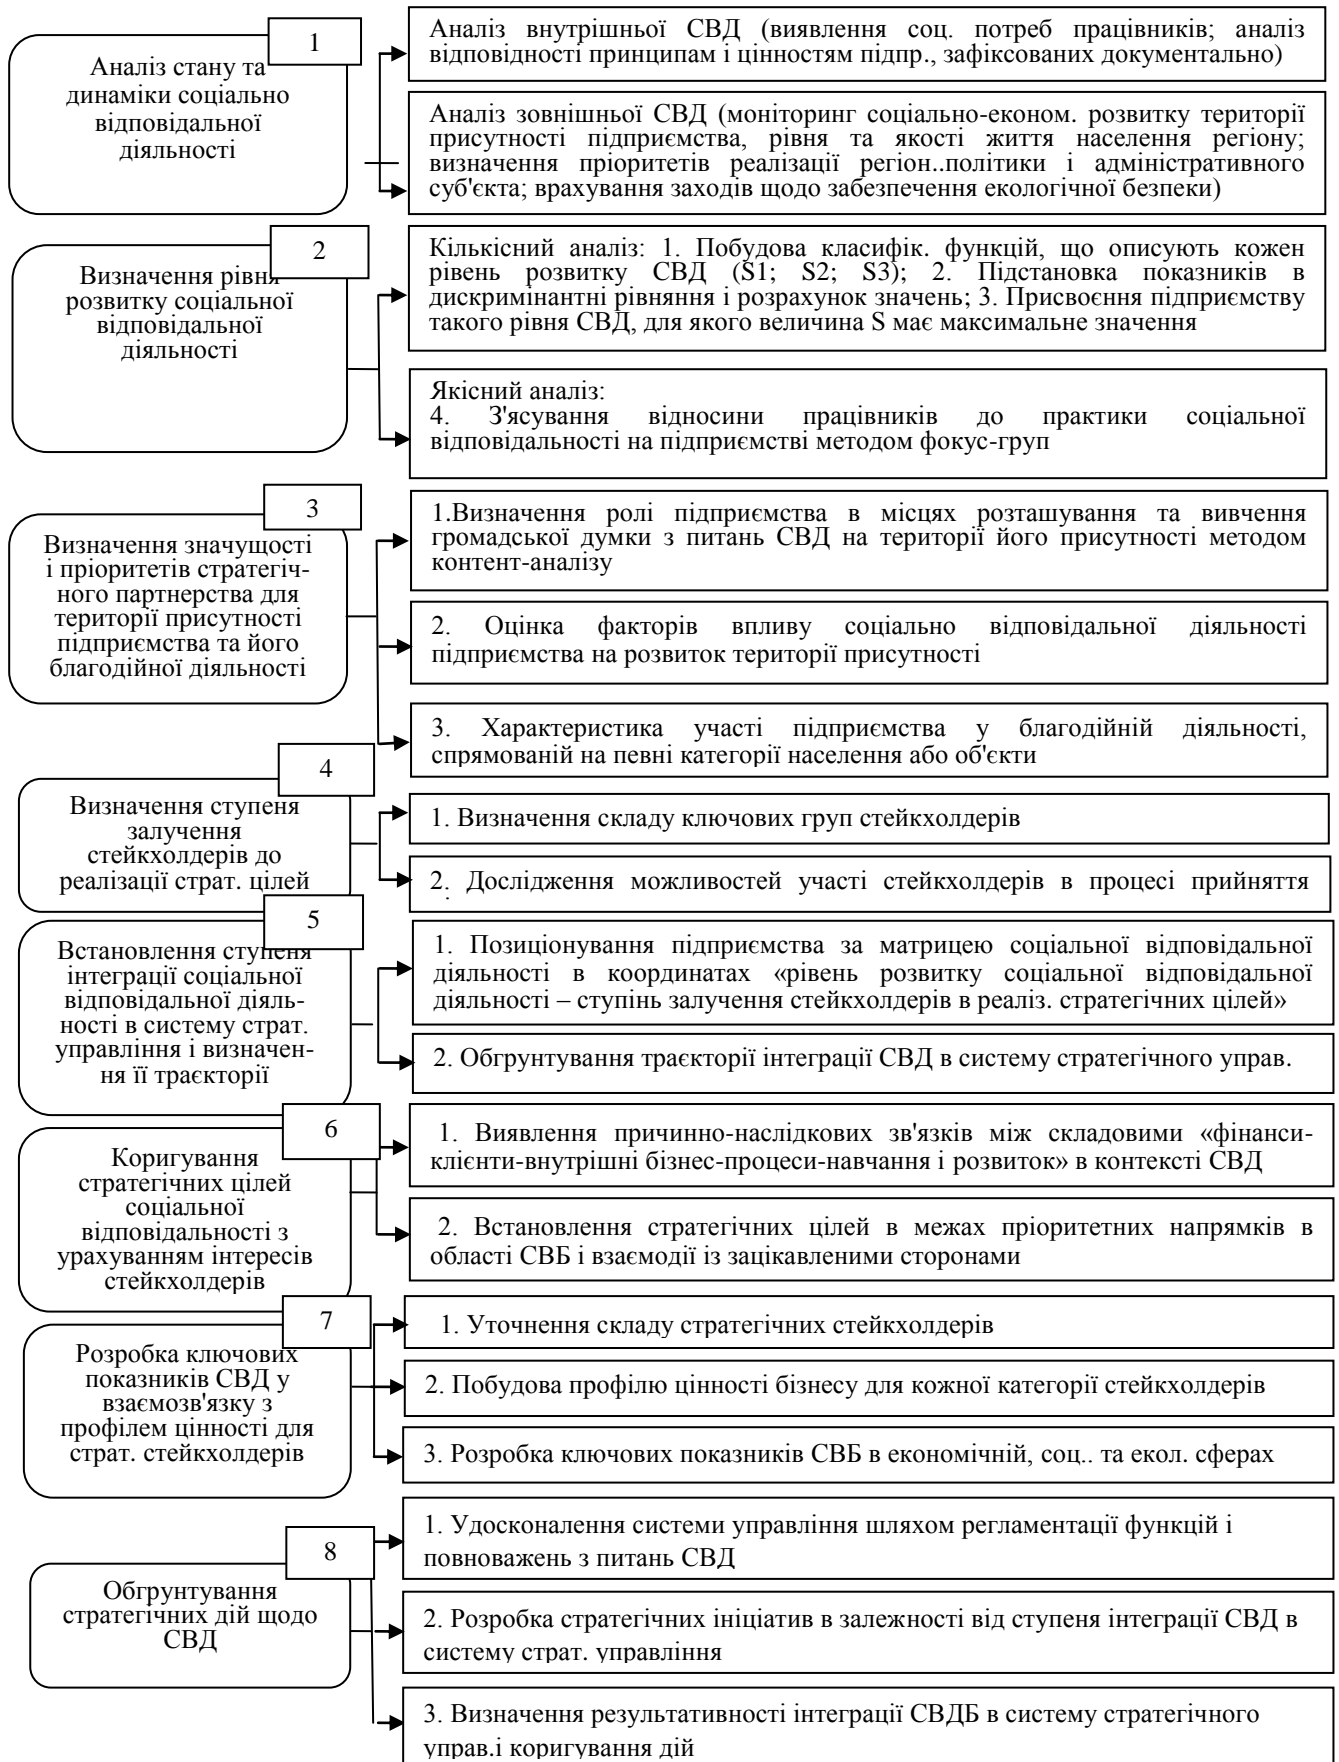 1
Аналіз стану та
динаміки соціально
відповідальної
діяльності
Аналіз внутрішньої СВД (виявлення соц. потреб працівників; аналіз
відповідності принципам і цінностям підпр., зафіксованих документально)
Аналіз зовнішньої СВД (моніторинг соціально-економ. розвитку території
присутності підприємства, рівня та якості життя населення регіону;
визначення пріоритетів реалізації регіон..політики і адміністративного
суб'єкта; врахування заходів щодо забезпечення екологічної безпеки)
2
Визначення рівня
розвитку соціальної
відповідальної
діяльності
Кількісний аналіз: 1. Побудова класифік. функцій, що описують кожен
рівень розвитку СВД (S1; S2; S3); 2. Підстановка показників в
дискримінантні рівняння і розрахунок значень; 3. Присвоєння підприємству
такого рівня СВД, для якого величина S має максимальне значення
Якісний аналіз:
4. З'ясування відносини працівників до практики соціальної
відповідальності на підприємстві методом фокус-груп
3
Визначення значущості
і пріоритетів стратегіч-
ного партнерства для
території присутності
підприємства та його
благодійної діяльності
1.Визначення ролі підприємства в місцях розташування та вивчення
громадської думки з питань СВД на території його присутності методом
контент-аналізу
2. Оцінка факторів впливу соціально відповідальної діяльності
підприємства на розвиток території присутності
3. Характеристика участі підприємства у благодійній діяльності,
спрямованій на певні категорії населення або об'єкти
4
Визначення ступеня
залучення
стейкхолдерів до
реалізації страт. цілей
1. Визначення складу ключових груп стейкхолдерів
2. Дослідження можливостей участі стейкхолдерів в процесі прийняття
5
Встановлення ступеня
інтеграції соціальної
відповідальної діяль-
ності в систему страт.
управління і визначен-
ня її траєкторії
1. Позиціонування підприємства за матрицею соціальної відповідальної
діяльності в координатах «рівень розвитку соціальної відповідальної
діяльності – ступінь залучення стейкхолдерів в реаліз. стратегічних цілей»
2. Обгрунтування траєкторії інтеграції СВД в систему стратегічного управ.
6
Коригування
стратегічних цілей
соціальної
відповідальності з
урахуванням інтересів
стейкхолдерів
1. Виявлення причинно-наслідкових зв'язків між складовими «фінанси-
клієнти-внутрішні бізнес-процеси-навчання і розвиток» в контексті СВД
2. Встановлення стратегічних цілей в межах пріоритетних напрямків в
області СВБ і взаємодії із зацікавленими сторонами
7
Розробка ключових
показників СВД у
взаємозв'язку з
профілем цінності для
страт. стейкхолдерів
1. Уточнення складу стратегічних стейкхолдерів
2. Побудова профілю цінності бізнесу для кожної категорії стейкхолдерів
3. Розробка ключових показників СВБ в економічній, соц.. та екол. сферах
8
Обгрунтування
стратегічних дій щодо
СВД
1. Удосконалення системи управління шляхом регламентації функцій і
повноважень з питань СВД
2. Розробка стратегічних ініціатив в залежності від ступеня інтеграції СВД в
систему страт. управління
3. Визначення результативності інтеграції СВДБ в систему стратегічного
управ.і коригування дій